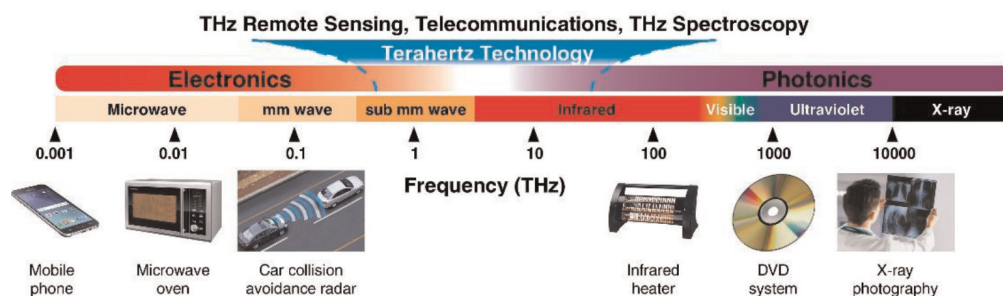 THz Remote Sensing, Telecommunications, THz Spectroscopy
Terahertz Technology
Electronics
Photonics
Microwave
mm wave
sub mm wave
Infrared
Visible
Ultraviolet
X-ray
0.001
0.01
0.1
1
10
100
1000
10000
Frequency (THz)
Mobile
phone
Microwave
oven
Car collision
avoidance radar
Infrared
heater
DVD
system
X-ray
photography